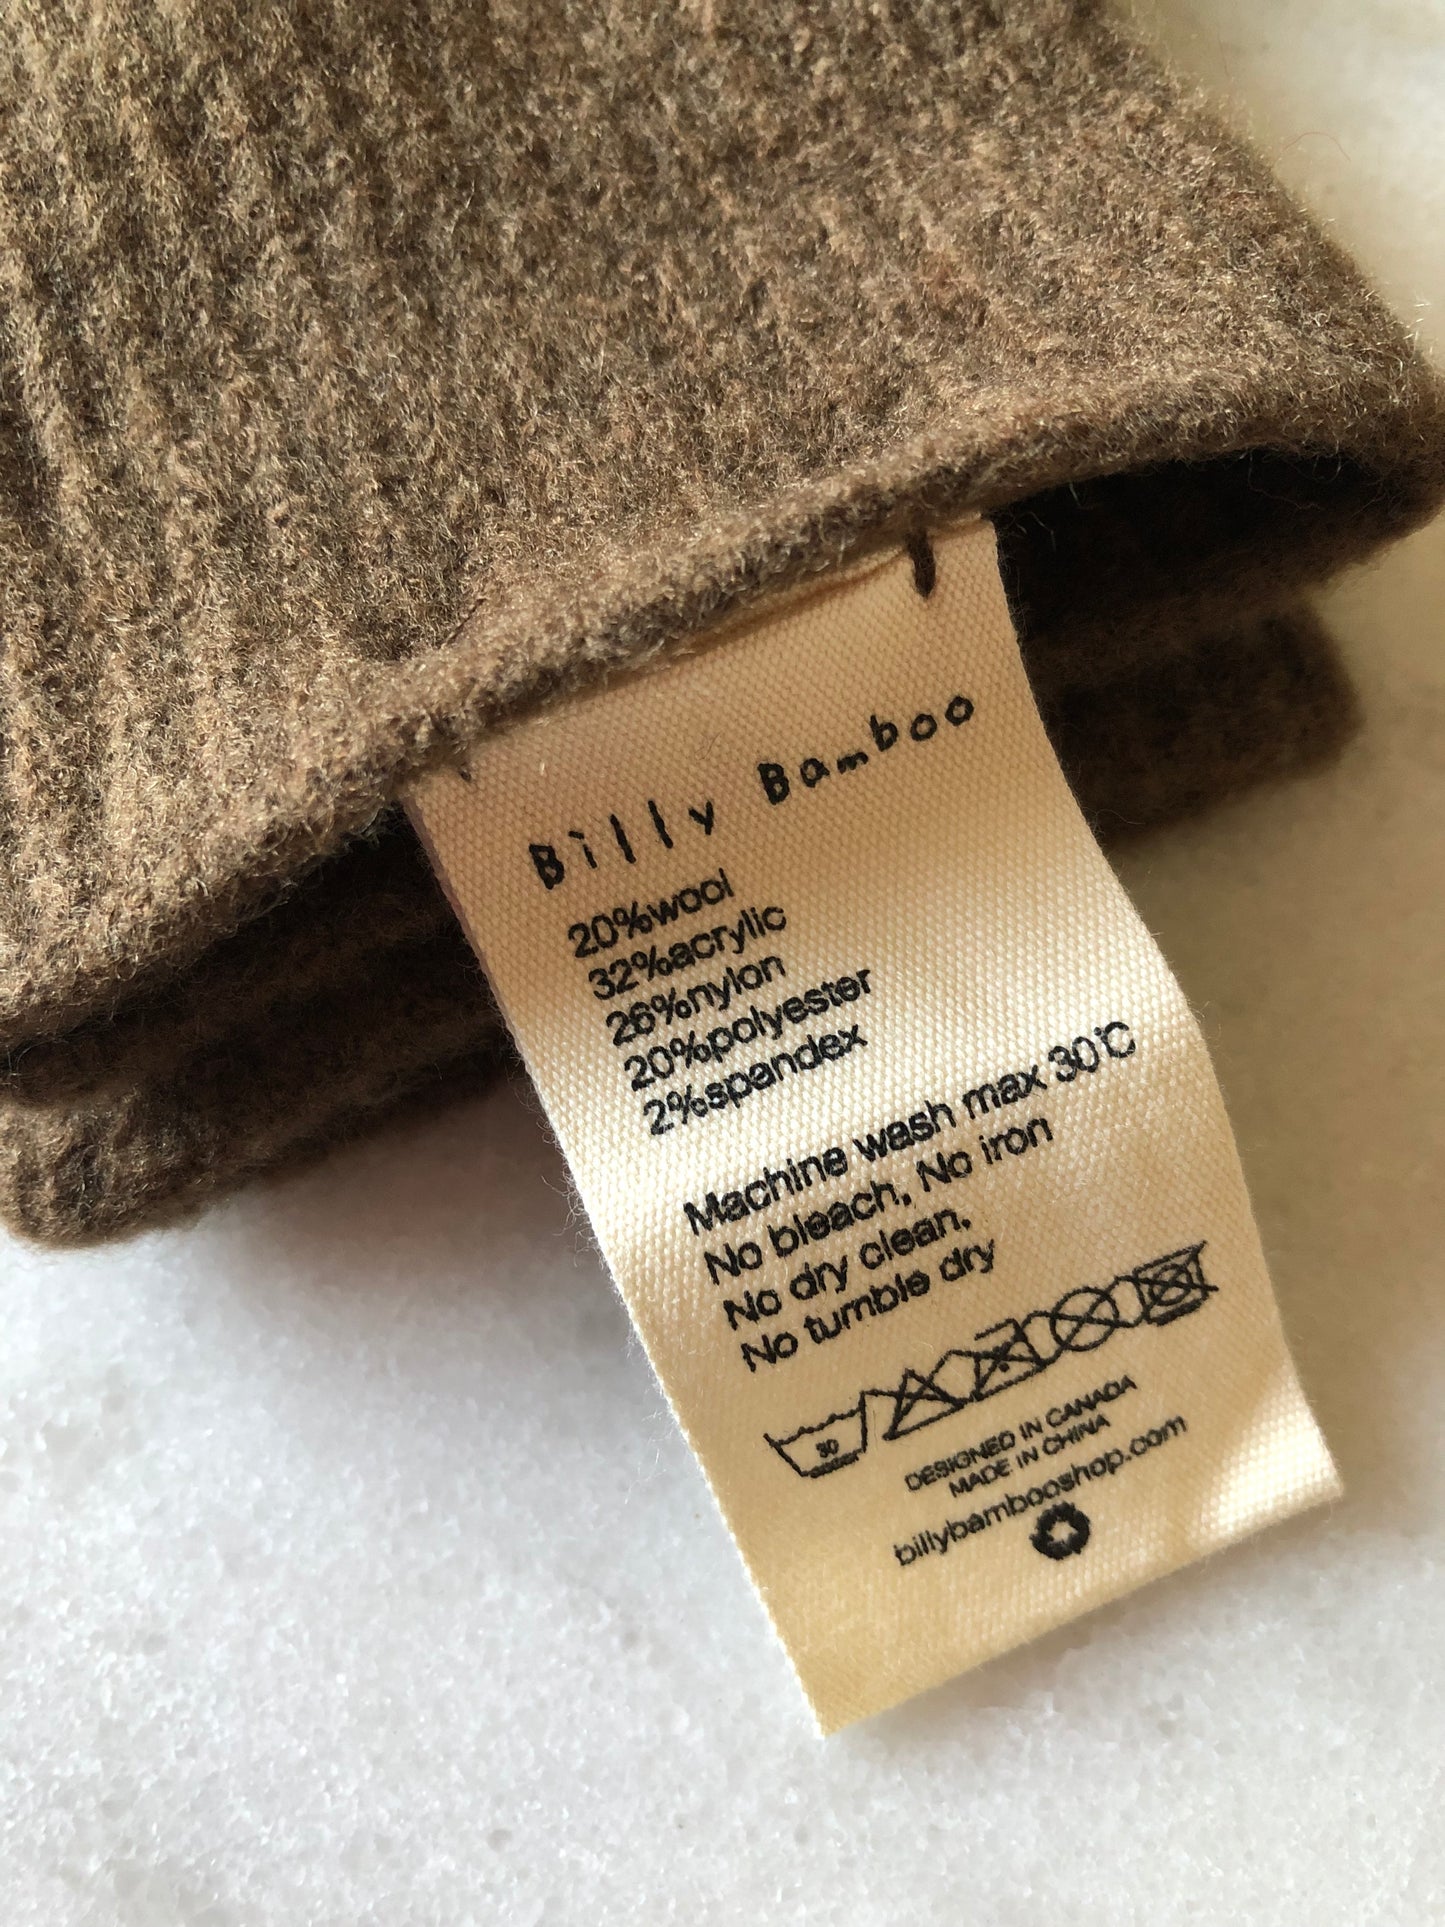 Billy Bamboo
20%wool
32%acrylic
26%nylon
20%polyester
2%spandex
Machine wash max 30℃
No bleach, No iron
No dry clean,
No tumble dry
30
DESIGNED IN CANADA
MADE IN CHINA
billybambooshop.com